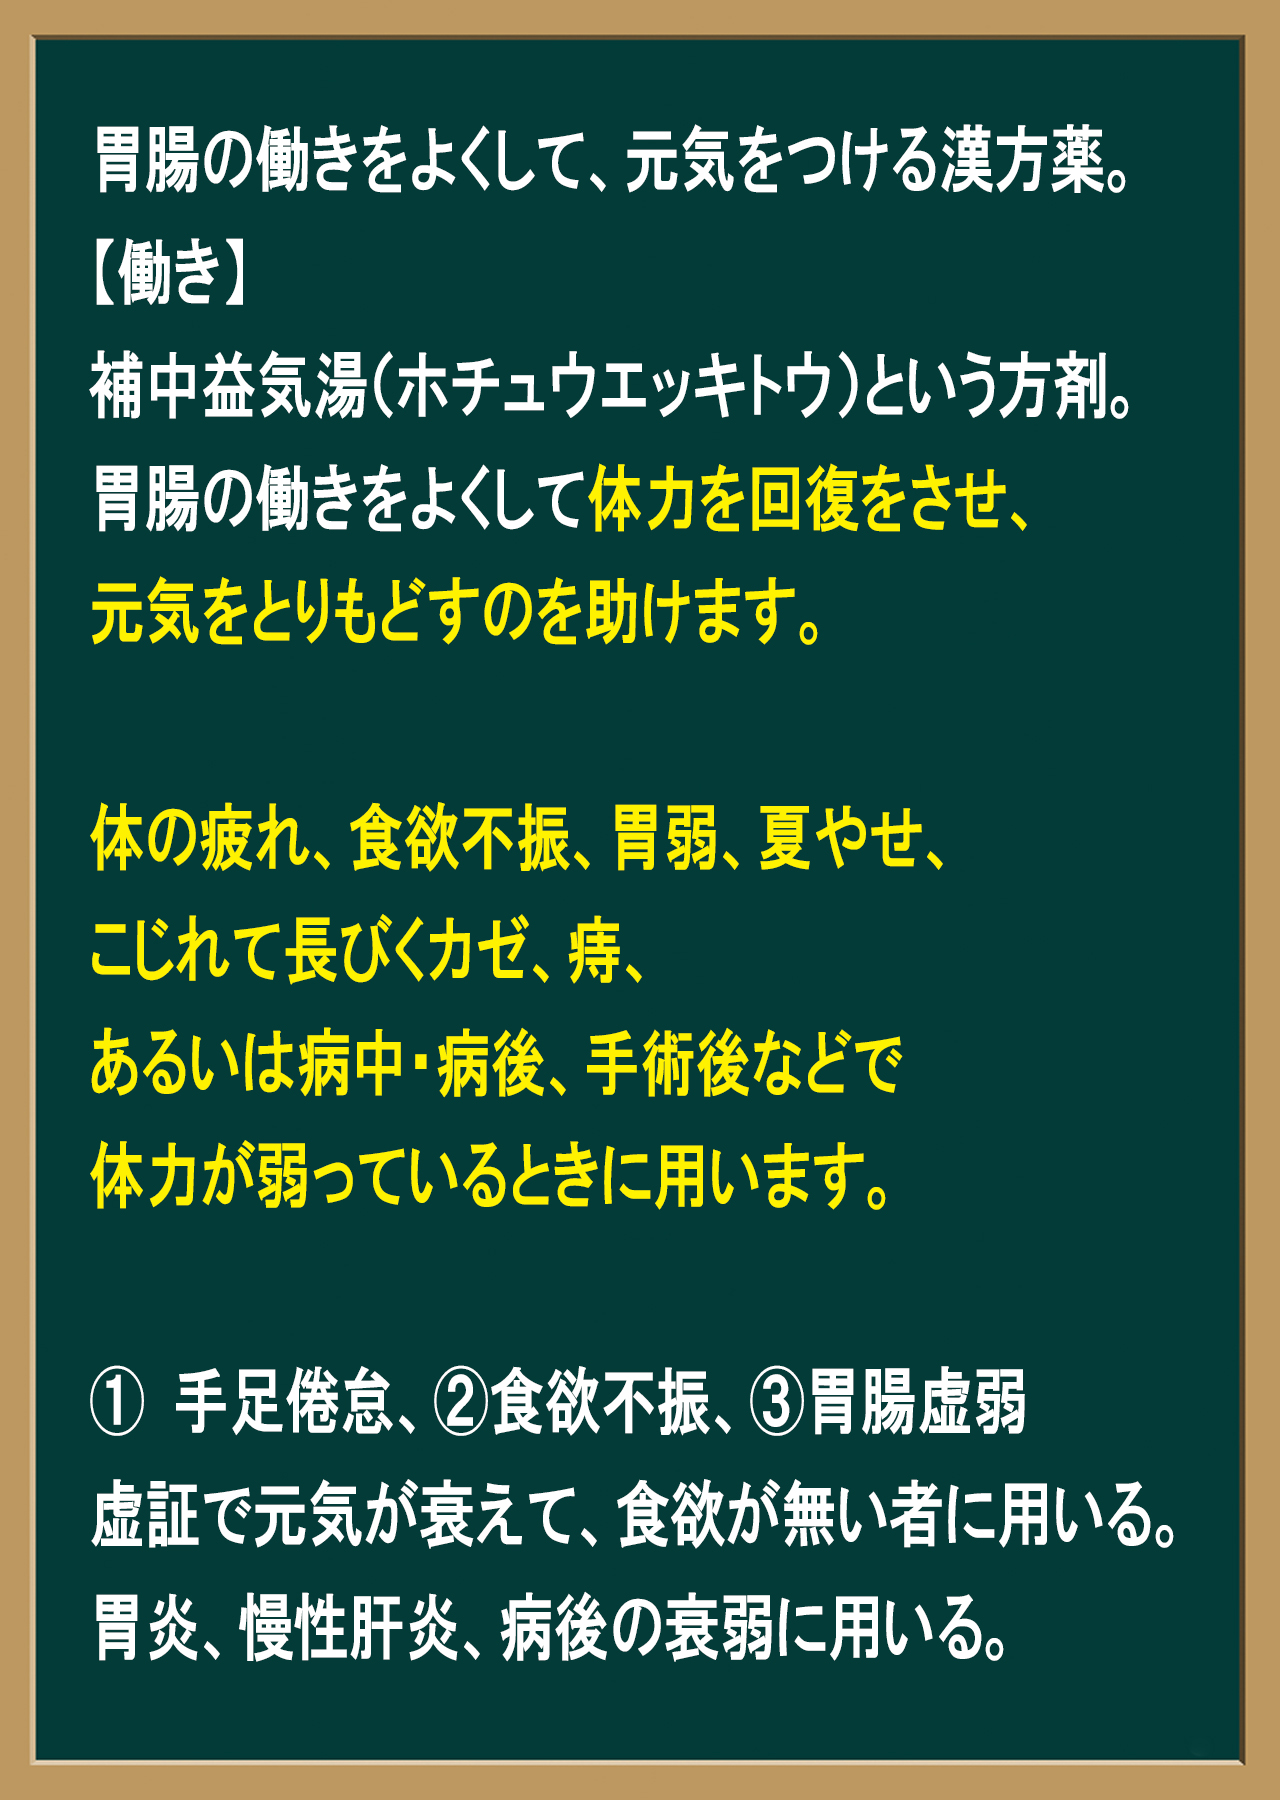 胃腸の働きをよくして、元気をつける漢方薬。
【働き】
補中益気湯（ホチュウエッキトウ）という方剤。
胃腸の働きをよくして体力を回復をさせ、
元気をとりもどすのを助けます。
体の疲れ、食欲不振、胃弱、夏やせ、
こじれて長びくカゼ、痔、
あるいは病中・病後、手術後などで
体力が弱っているときに用います。
① 手足倦怠、②食欲不振、③胃腸虚弱
虚証で元気が衰えて、食欲が無い者に用いる。
胃炎、慢性肝炎、病後の衰弱に用いる。